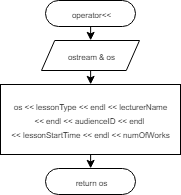 operator<<
ostream & os
os << lessonType << endl << lecturerName
<< endl << audienceID << endl
<< lessonStartTime << endl << numOfWorks
return os